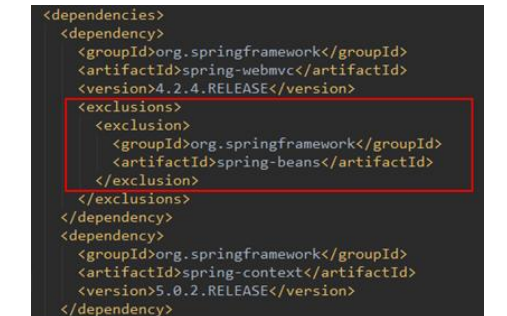 <dependencies>
<dependency>
<groupId>org.springframework</groupId>
<artifactId>spring-webmvc</artifactId>
<version>4.2.4.RELEASE</version>
<exclusions>
<exclusion>
<groupId>org.springframework</groupId>
<artifactId>spring-beans</artifactId>
</exclusion>
</exclusions>
</dependency>
<dependency>
<groupId>org.springframework</groupId>
<artifactId>spring-context</artifactId>
<version>5.0.2.RELEASE</version>
</dependency>